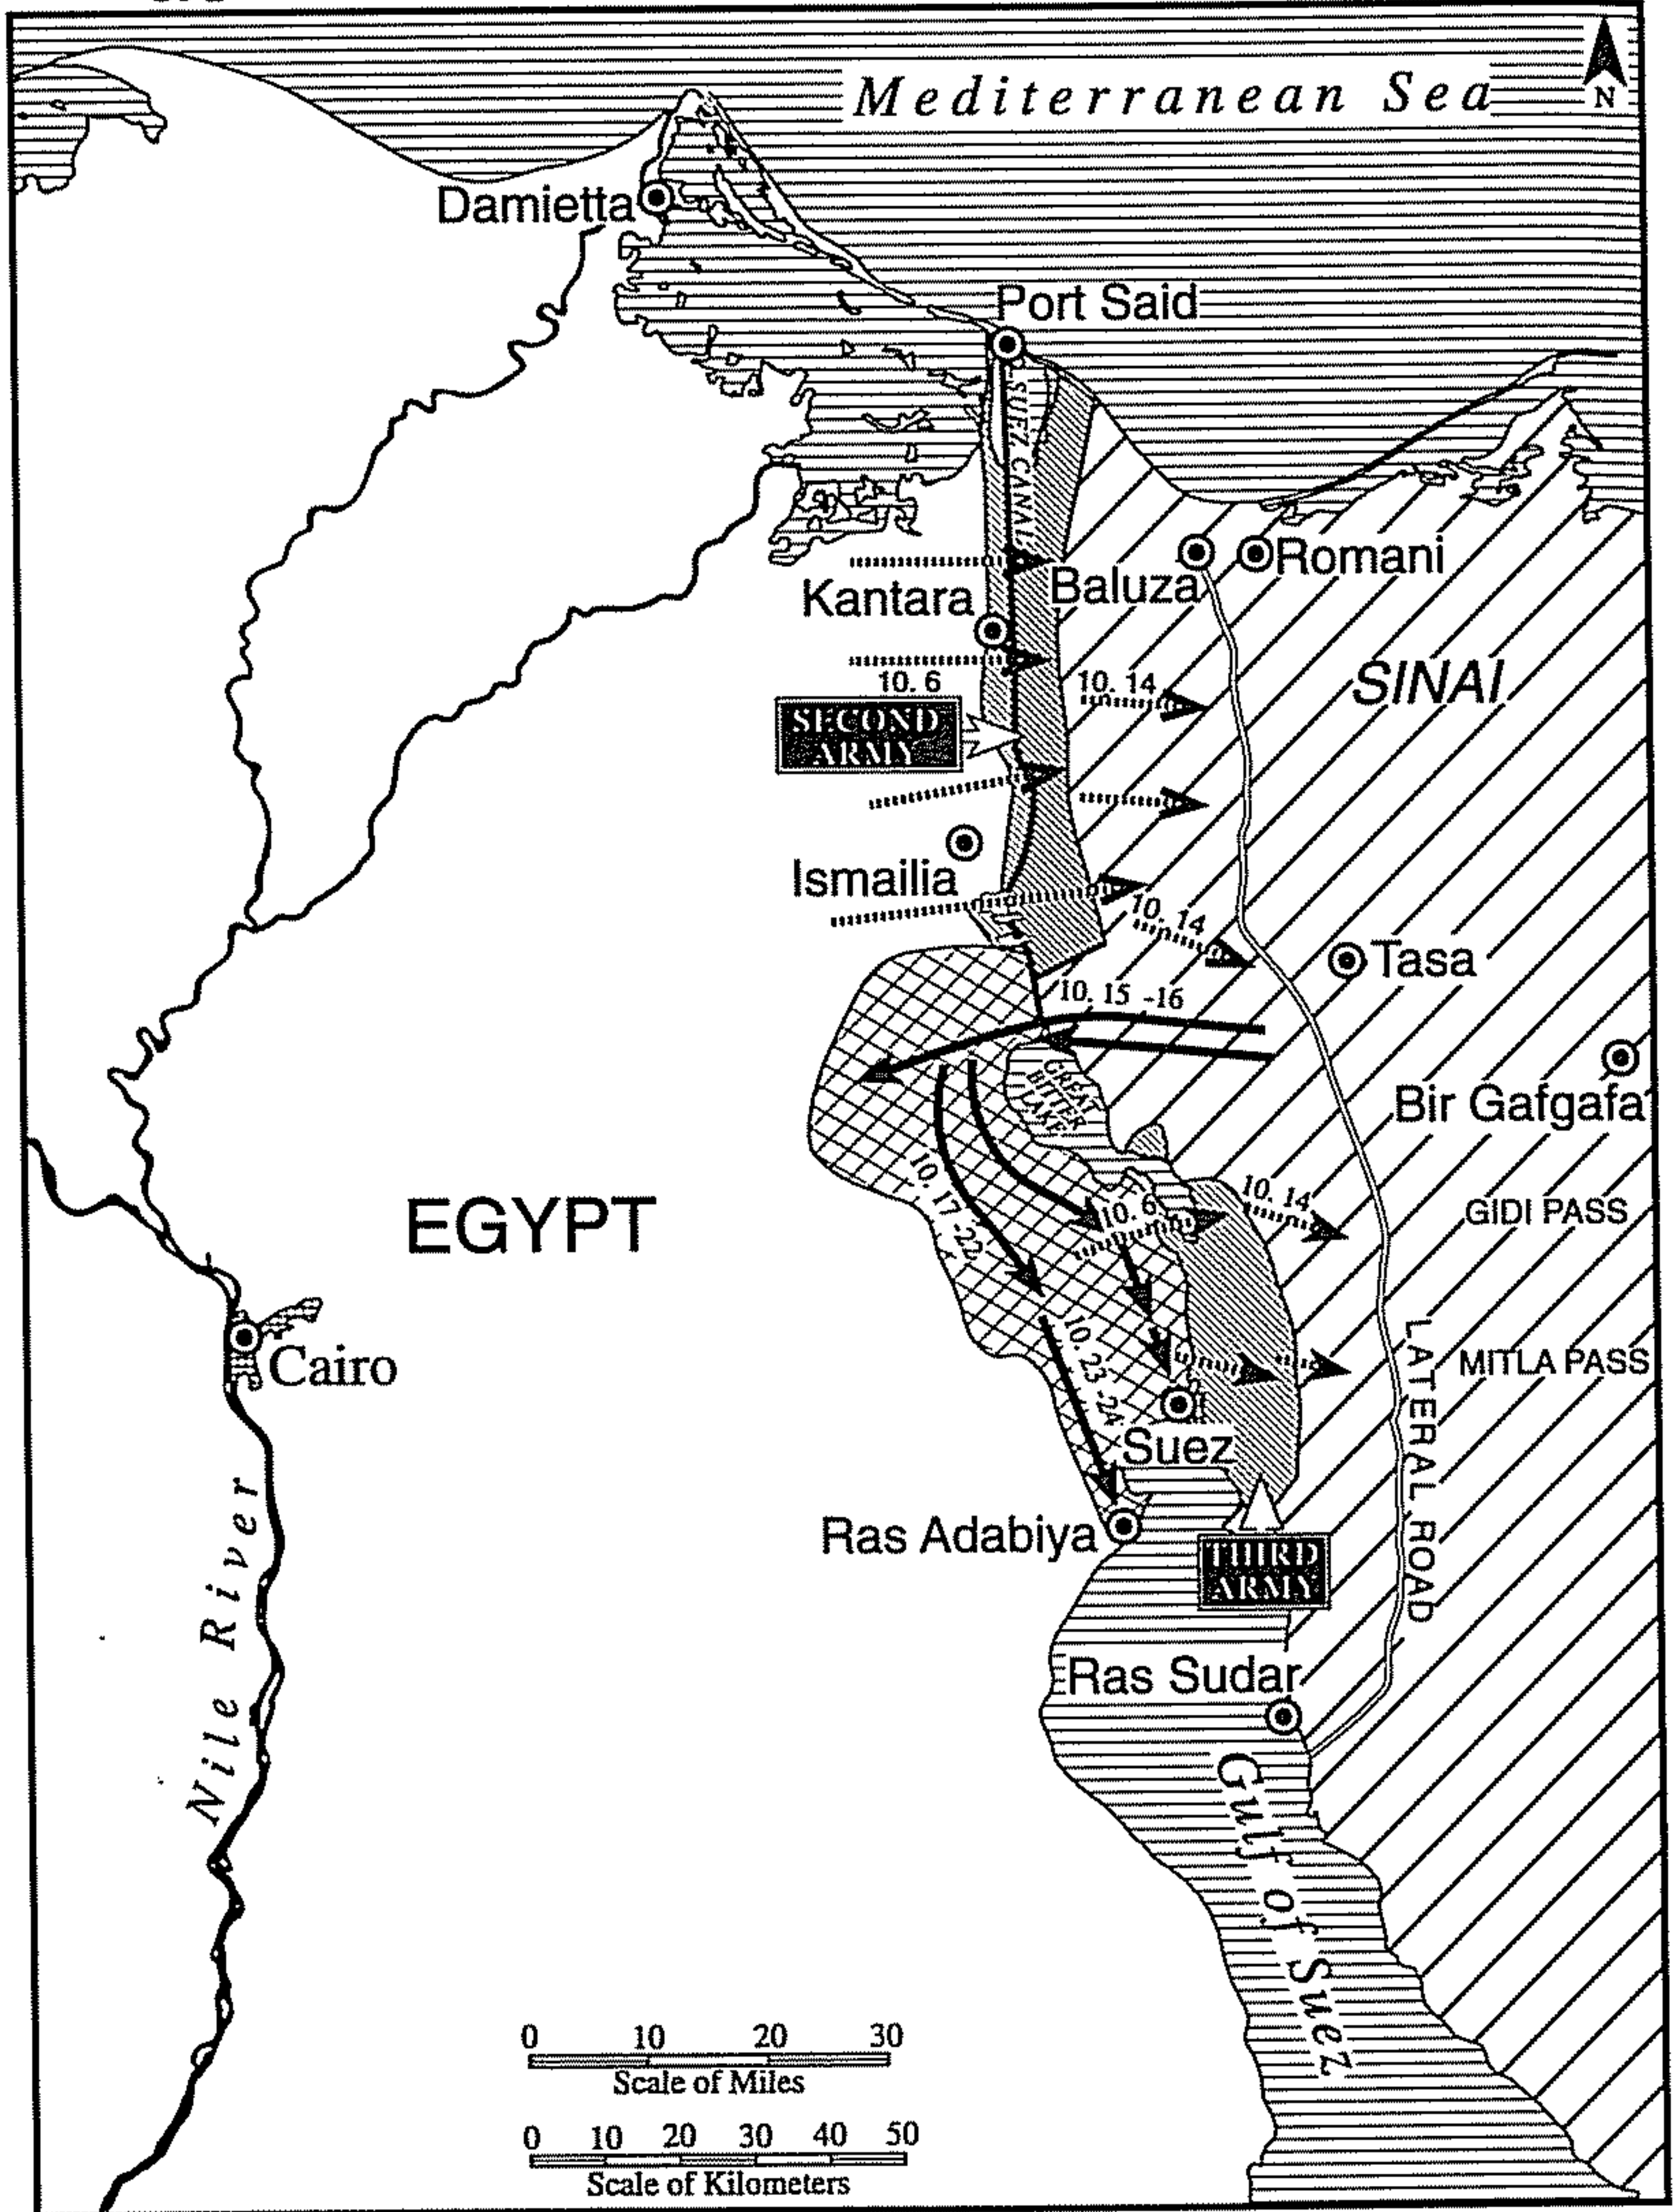 Mediterranean Sea
N
Damietta
Port Said
SUEZ CANAL
Romani
Baluza
Kantara
10. 6
10. 14
SINAI
SECOND
ARMY
Ismailia
10. 14
Tasa
10. 15 -16
GREAT
BITTER
LAKE
Bir Gafgafa
10. 17 -22
10. 6
10. 14
GIDI PASS
EGYPT
Cairo
10. 23 -24
MITLA PASS
LATERAL ROAD
Suez
Ras Adabiya
THIRD
ARMY
Nile River
Ras Sudar
Gulf of Suez
0 10 20 30
Scale of Miles
0 10 20 30 40 50
Scale of Kilometers